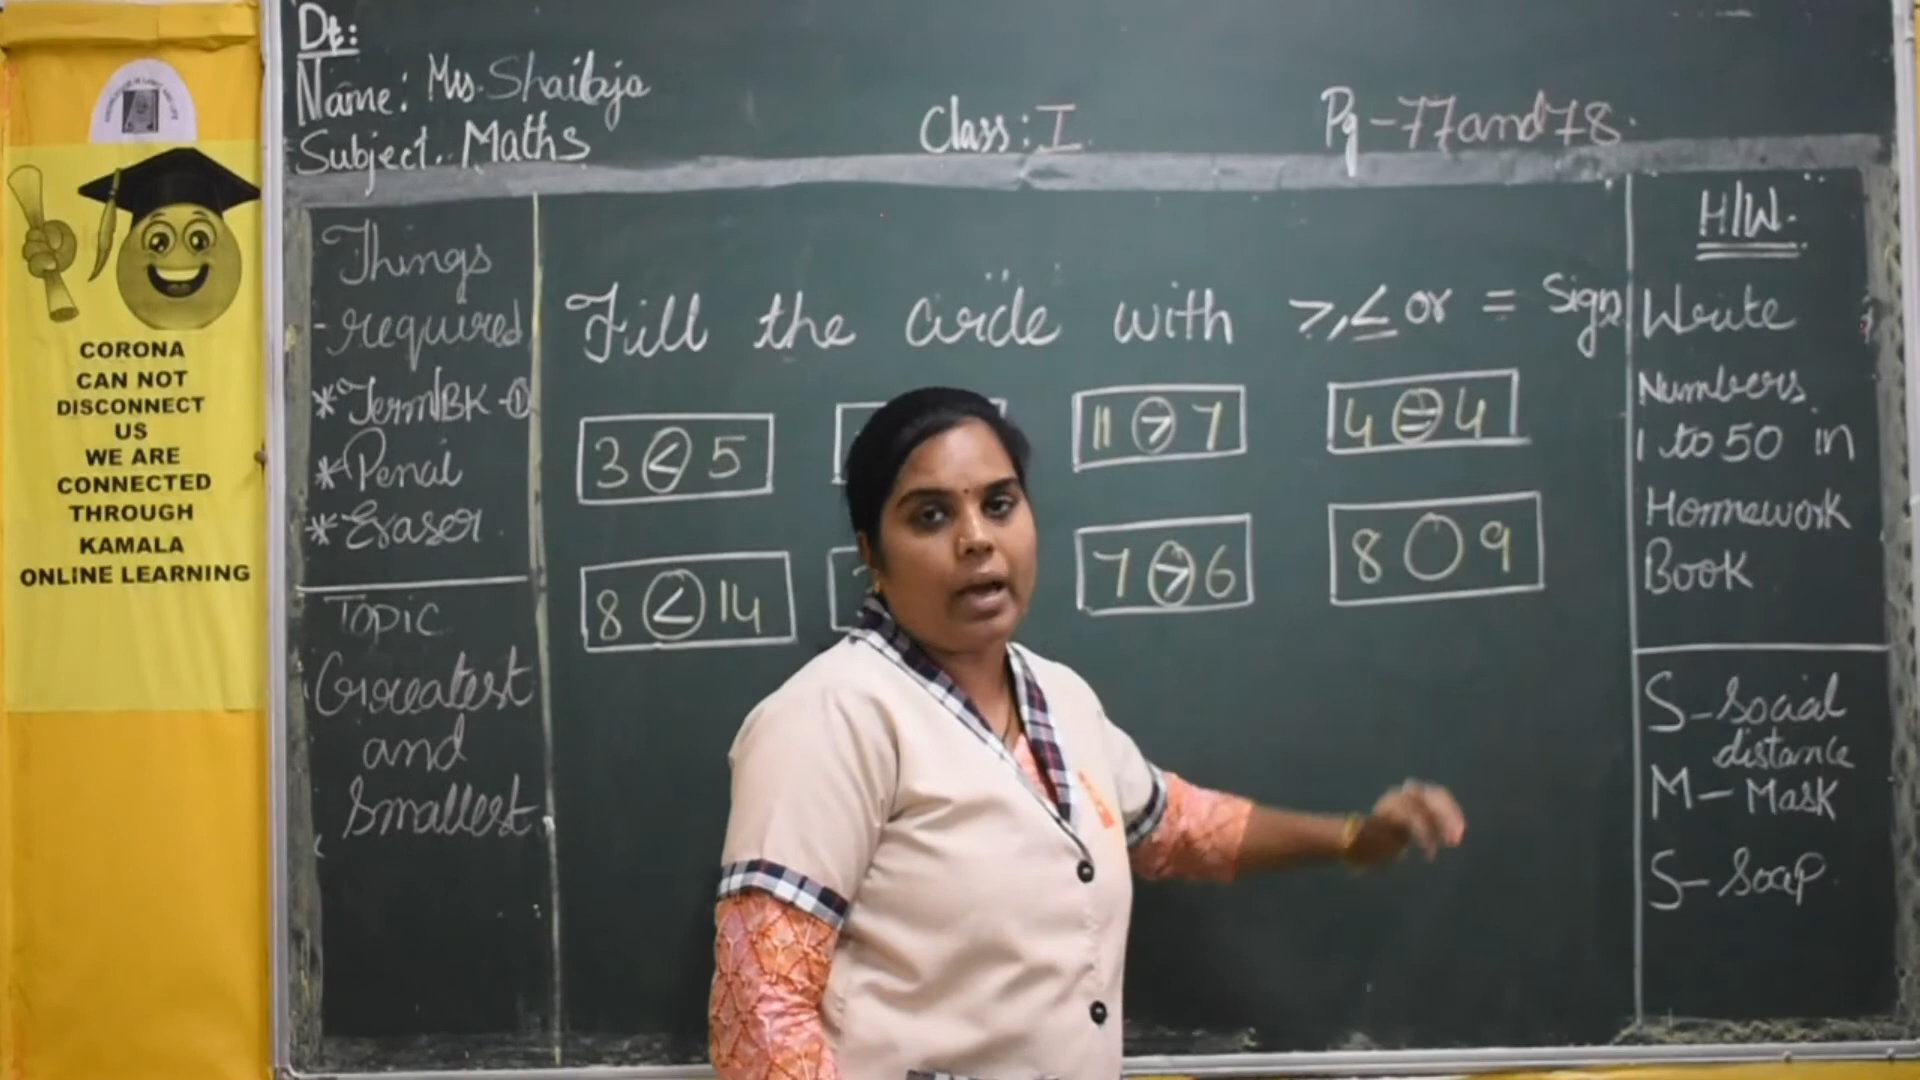 Dt:
Name: Mrs. Shailaja
Subject. Maths
Class: I
Pg - 77 and 78.
Things
- required
* Term BK - 1
* Pencil
* Eraser.
Topic
Greatest
and
Smallest
Fill the circle with >, < or = Sign
3 < 5
11 > 7
4 = 4
8 < 14
7 > 6
8 9
H/W.
Write
Numbers
1 to 50 in
Homework
Book
S - Social
distance
M - Mask
S - Soap.
CORONA
CAN NOT
DISCONNECT
US
WE ARE
CONNECTED
THROUGH
KAMALA
ONLINE LEARNING